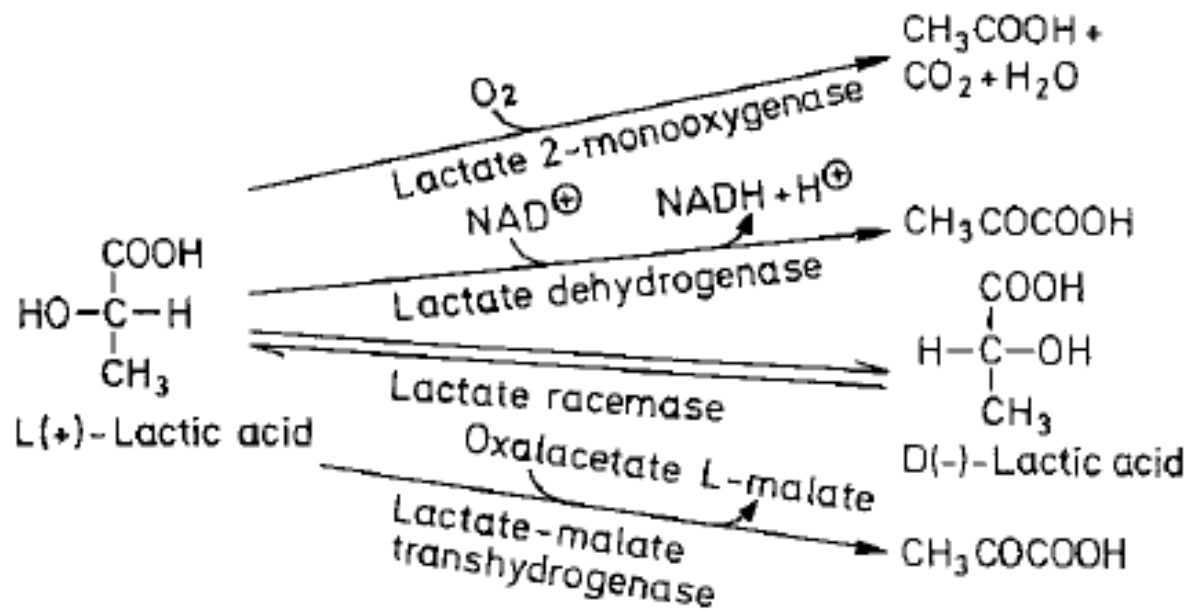 CH₃COOH +
CO₂ + H₂O
O₂
Lactate 2-monooxygenase
NAD⊕
NADH + H⊕
CH₃COCOOH
Lactate dehydrogenase
COOH
HO-C-H
CH₃
L(+)-Lactic acid
COOH
H-C-OH
CH₃
D(-)-Lactic acid
Lactate racemase
Oxalacetate L-malate
Lactate-malate
transhydrogenase
CH₃COCOOH